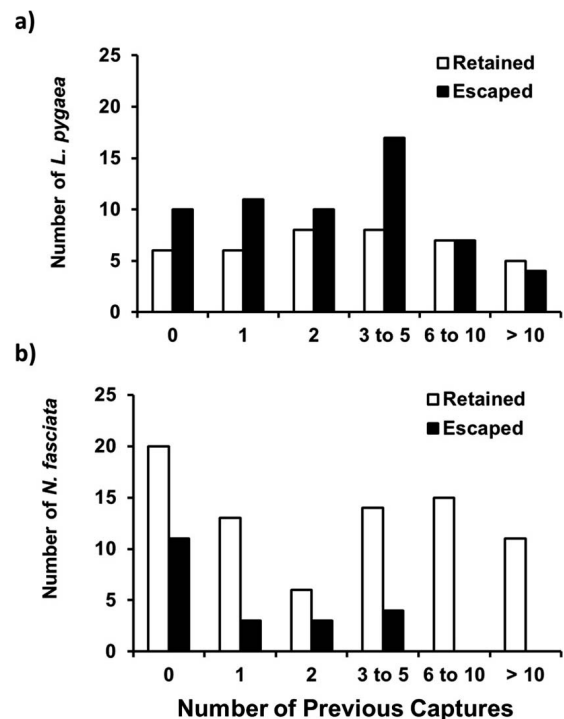 a)
Number of L. pygaea
25
20
15
10
5
0
Retained
Escaped
0 1 2 3 to 5 6 to 10 > 10
b)
Number of N. fasciata
25
20
15
10
5
0
Retained
Escaped
0 1 2 3 to 5 6 to 10 > 10
Number of Previous Captures